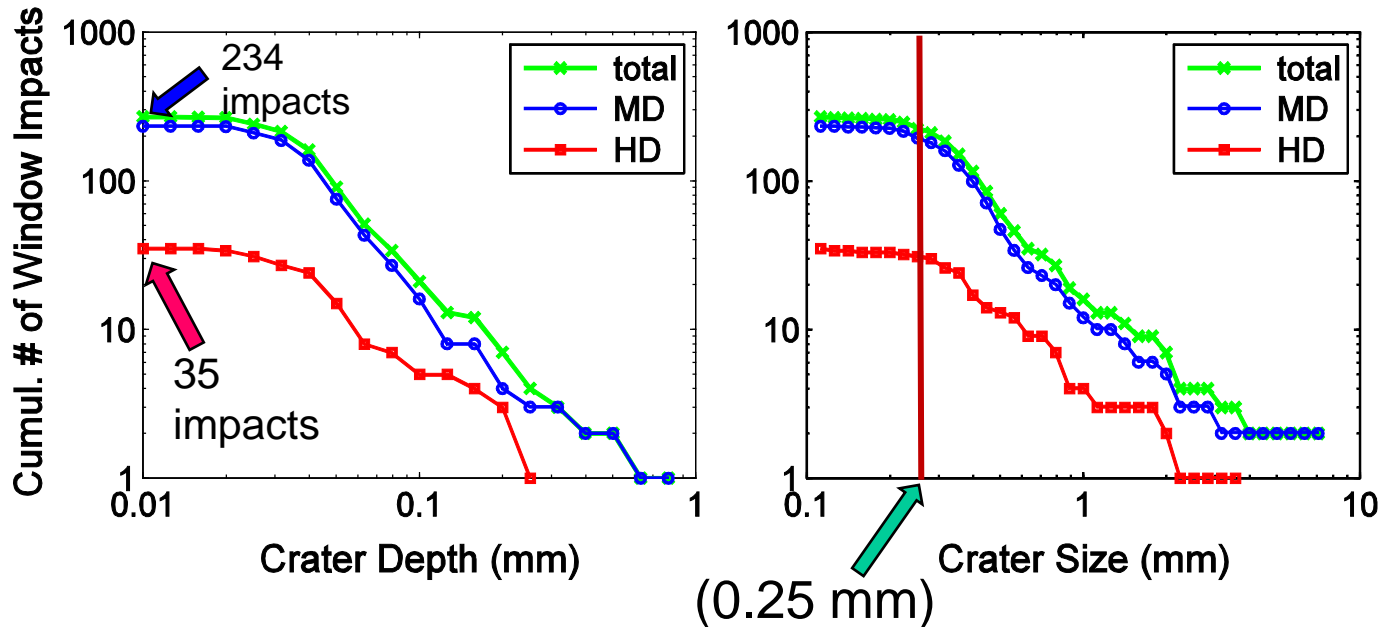 Cumul. # of Window Impacts
1000
100
10
1
234
impacts
35
impacts
total
MD
HD
0.01
0.1
1
Crater Depth (mm)
1000
100
10
1
total
MD
HD
0.1
1
10
Crater Size (mm)
(0.25 mm)